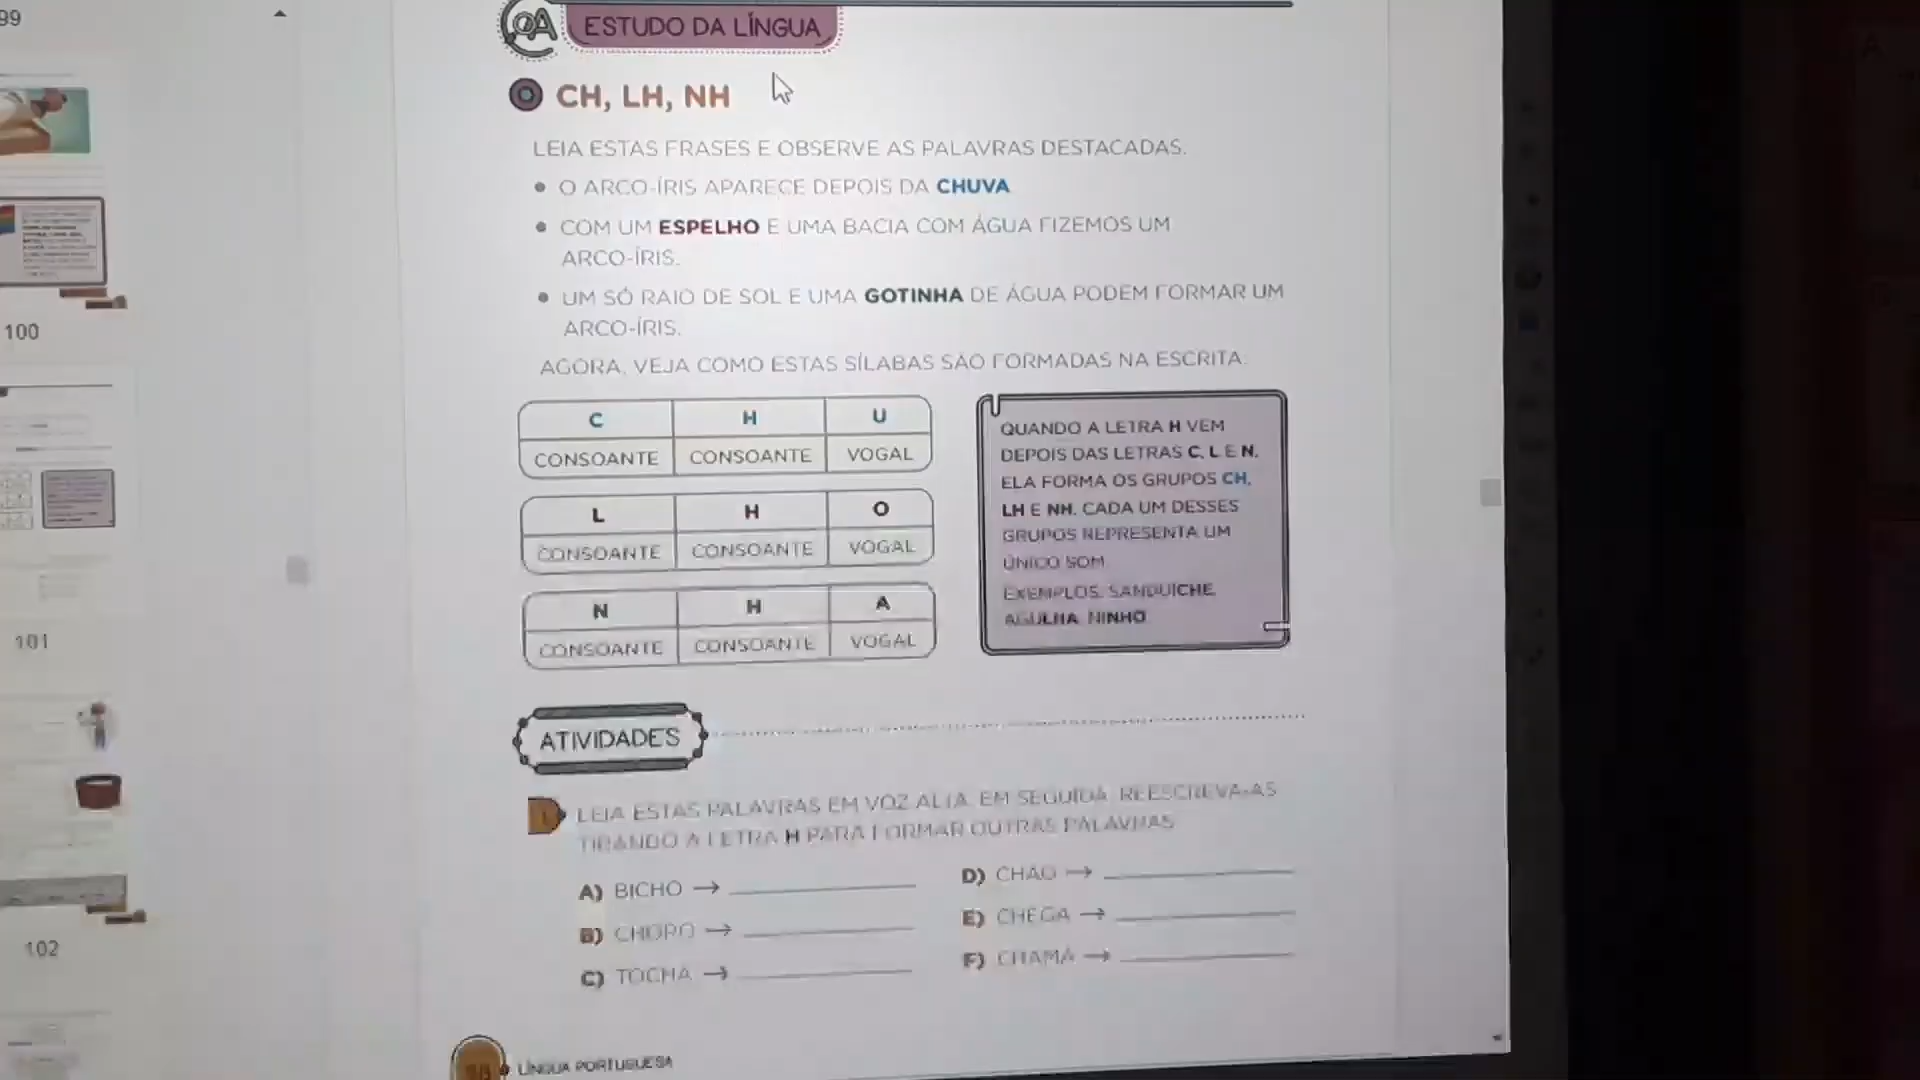 99
ESTUDO DA LÍNGUA
CH, LH, NH
LEIA ESTAS FRASES E OBSERVE AS PALAVRAS DESTACADAS.
• O ARCO-ÍRIS APARECE DEPOIS DA CHUVA
• COM UM ESPELHO E UMA BACIA COM ÁGUA FIZEMOS UM
ARCO-ÍRIS.
• UM SÓ RAIO DE SOL E UMA GOTINHA DE ÁGUA PODEM FORMAR UM
ARCO-ÍRIS.
AGORA, VEJA COMO ESTAS SÍLABAS SÃO FORMADAS NA ESCRITA.
C H U
CONSOANTE CONSOANTE VOGAL
L H O
CONSOANTE CONSOANTE VOGAL
N H A
CONSOANTE CONSOANTE VOGAL
QUANDO A LETRA H VEM
DEPOIS DAS LETRAS C, L E N,
ELA FORMA OS GRUPOS CH,
LH E NH. CADA UM DESSES
GRUPOS REPRESENTA UM
ÚNICO SOM.
EXEMPLOS: SANDUÍCHE,
AGULHA, NINHO
ATIVIDADES
1 LEIA ESTAS PALAVRAS EM VOZ ALTA. EM SEGUIDA, REESCREVA-AS
TIRANDO A LETRA H PARA FORMAR OUTRAS PALAVRAS
A) BICHO →
B) CHORO →
C) TOCHA →
D) CHÃO →
E) CHEGA →
F) CHAMA →
LÍNGUA PORTUGUESA
100
101
102